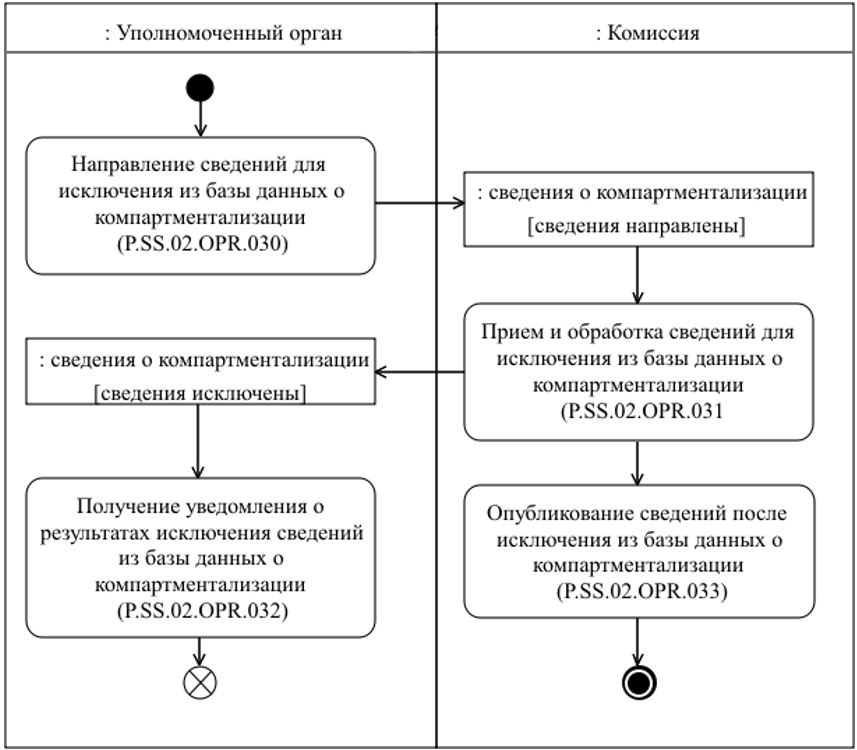 : Уполномоченный орган
: Комиссия
Направление сведений для
исключения из базы данных о
компартментализации
(P.SS.02.OPR.030)
: сведения о компартментализации
[сведения направлены]
Прием и обработка сведений для
исключения из базы данных о
компартментализации
(P.SS.02.OPR.031
: сведения о компартментализации
[сведения исключены]
Получение уведомления о
результатах исключения сведений
из базы данных о
компартментализации
(P.SS.02.OPR.032)
Опубликование сведений после
исключения из базы данных о
компартментализации
(P.SS.02.OPR.033)